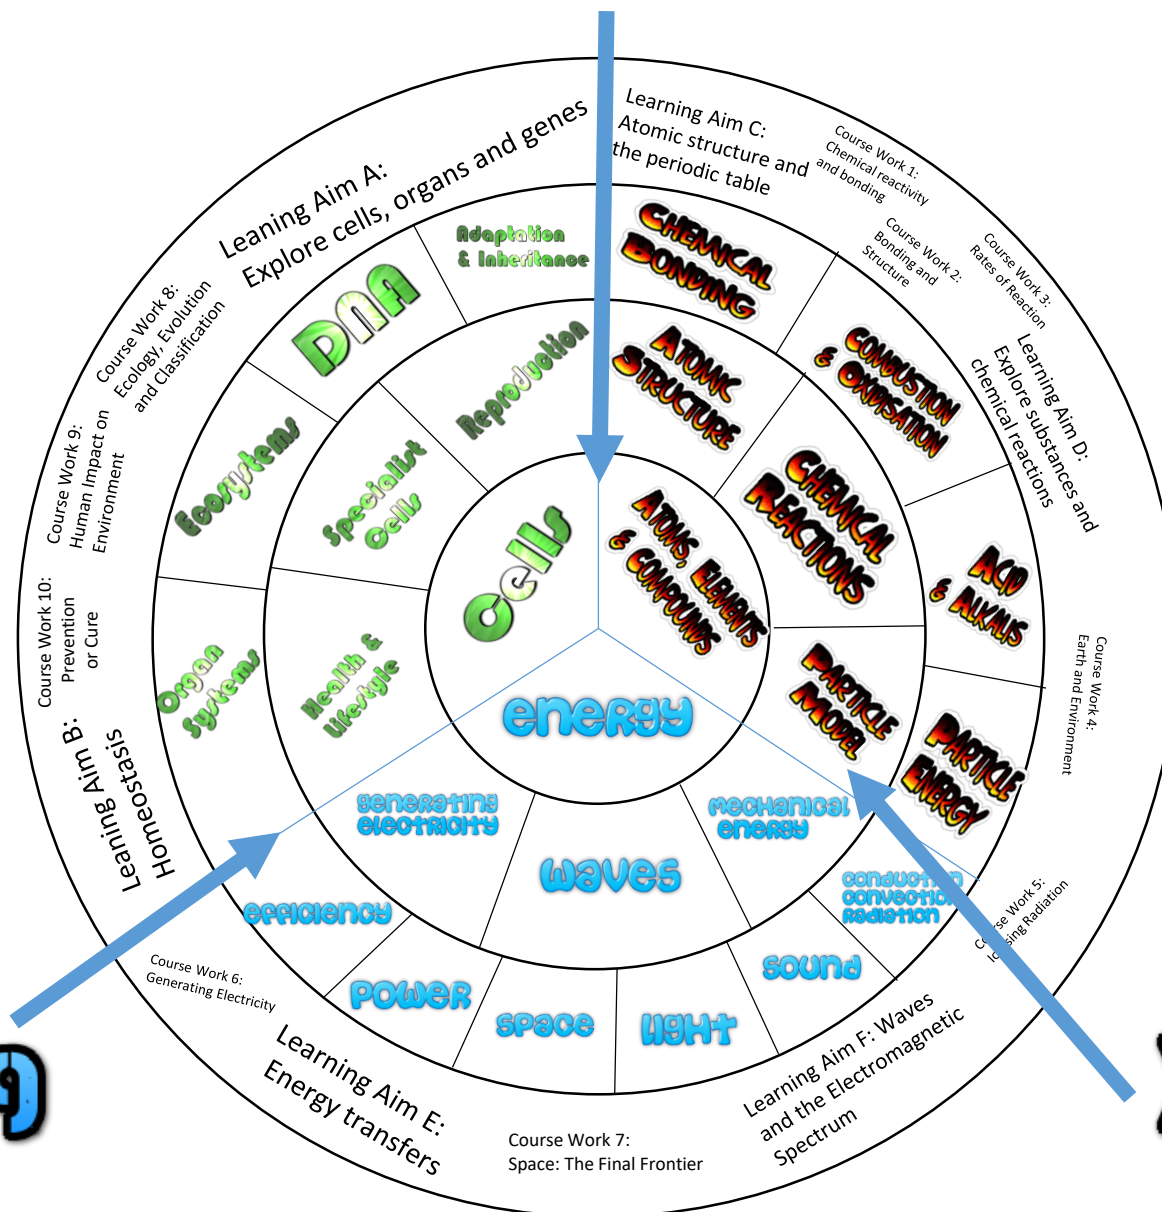 Leaning Aim A:
Explore cells, organs and genes
Learning Aim C:
Atomic structure and
the periodic table
Course Work 1:
Chemical reactivity
and bonding
Course Work 2:
Bonding and
Structure
Course Work 3:
Rates of Reaction
Learning Aim D:
Explore substances and
chemical reactions
Course Work 4:
Earth and Environment
Course Work 5:
Learning Aim F: Waves
and the Electromagnetic
Spectrum
Course Work 7:
Space: The Final Frontier
Learning Aim E:
Energy transfers
Course Work 6:
Generating Electricity
Learning Aim B:
Homeostasis
Course Work 10:
Prevention
or Cure
Course Work 9:
Human Impact on
Environment
Course Work 8:
Ecology, Evolution
and Classification
Adaptation
& Inheritance
DNA
Ecosystems
Organ
Systems
Chemical
Bonding
Combustion
& Oxidisation
Acid
& Alkalis
Particle
Energy
conduction
convection
radiation
sound
light
space
power
efficiency
Reproduction
Specialist
Cells
Health &
Lifestyle
Atomic
Structure
Chemical
Reactions
Particle
Model
mechanical
energy
waves
generating
electricity
Cells
Atoms, Elements
& Compounds
energy